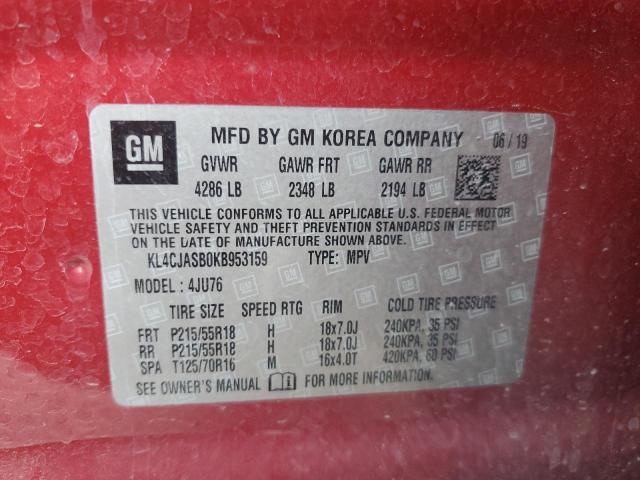 GM MFD BY GM KOREA COMPANY 06/19
GVWR GAWR FRT GAWR RR
4286 LB 2348 LB 2194 LB
THIS VEHICLE CONFORMS TO ALL APPLICABLE U.S. FEDERAL MOTOR
VEHICLE SAFETY AND THEFT PREVENTION STANDARDS IN EFFECT
ON THE DATE OF MANUFACTURE SHOWN ABOVE.
KL4CJASB0KB953159 TYPE: MPV
MODEL: 4JU76
TIRE SIZE SPEED RTG RIM COLD TIRE PRESSURE
FRT P215/55R18 H 18x7.0J 240KPA, 35 PSI
RR P215/55R18 H 18x7.0J 240KPA, 35 PSI
SPA T125/70R16 M 16x4.0T 420KPA, 60 PSI
SEE OWNER'S MANUAL FOR MORE INFORMATION.